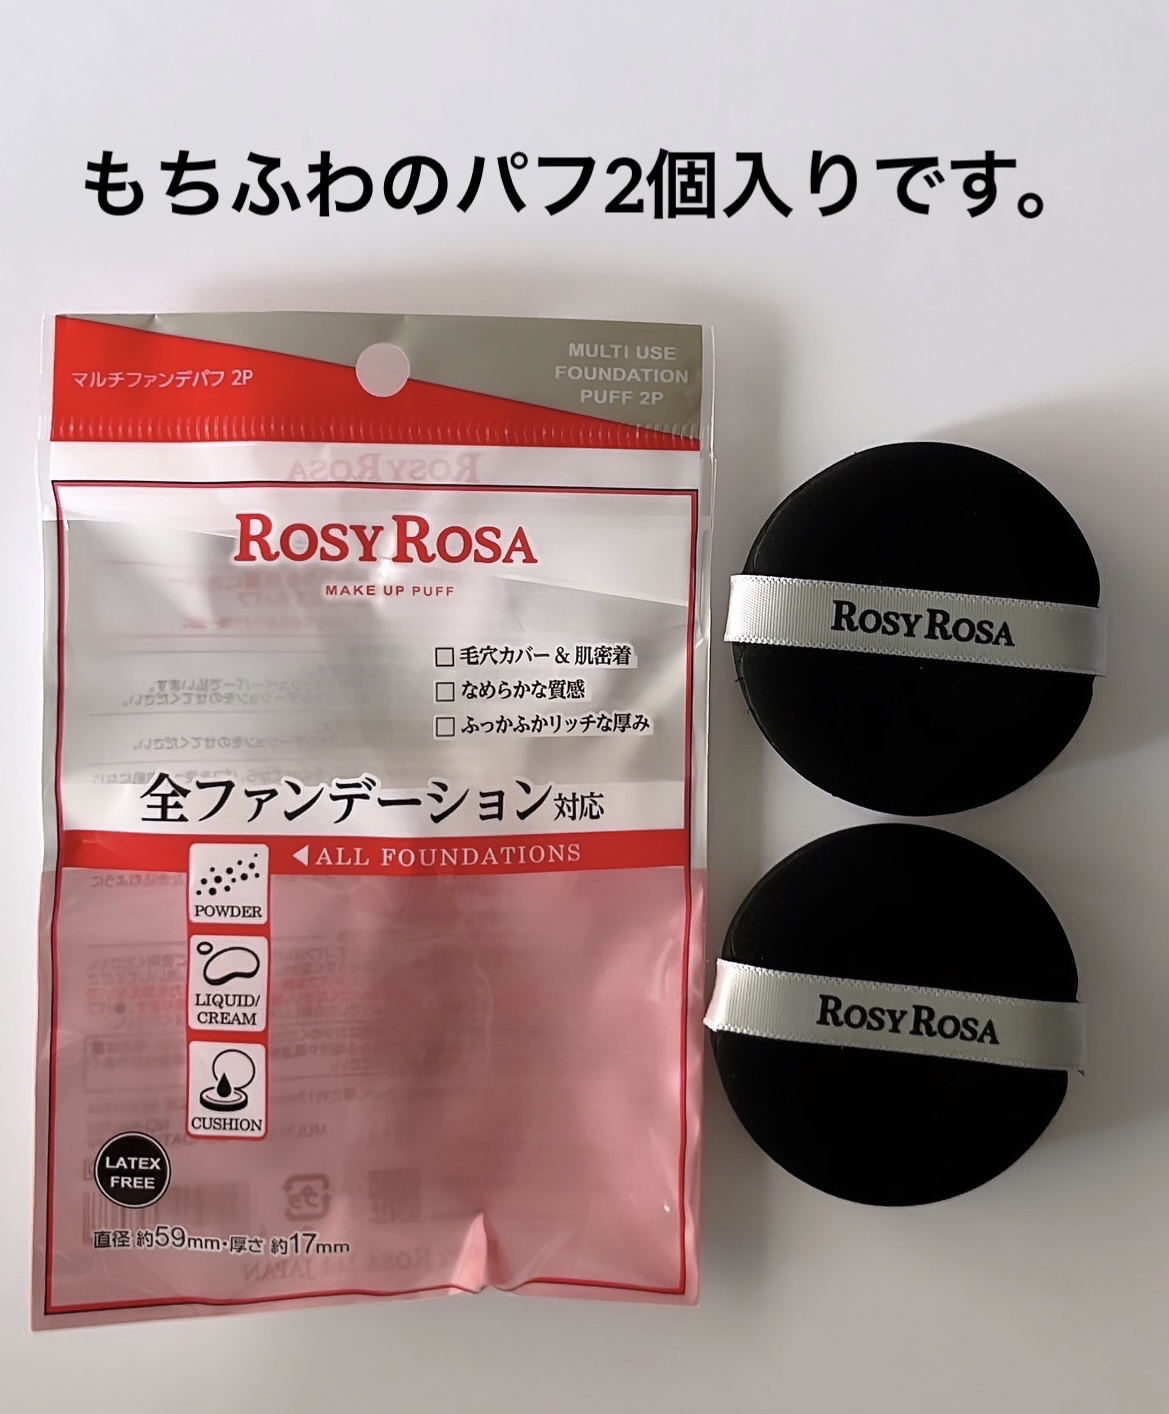 もちふわのパフ2個入りです。
マルチファンデパフ 2P
MULTI USE
FOUNDATION
PUFF 2P
ROSY ROSA
MAKE UP PUFF
□ 毛穴カバー & 肌密着
□ なめらかな質感
□ ふっかふかリッチな厚み
全ファンデーション対応
◀ALL FOUNDATIONS
POWDER
LIQUID/
CREAM
CUSHION
LATEX
FREE
直径 約59mm・厚さ 約17mm
ROSY ROSA
ROSY ROSA